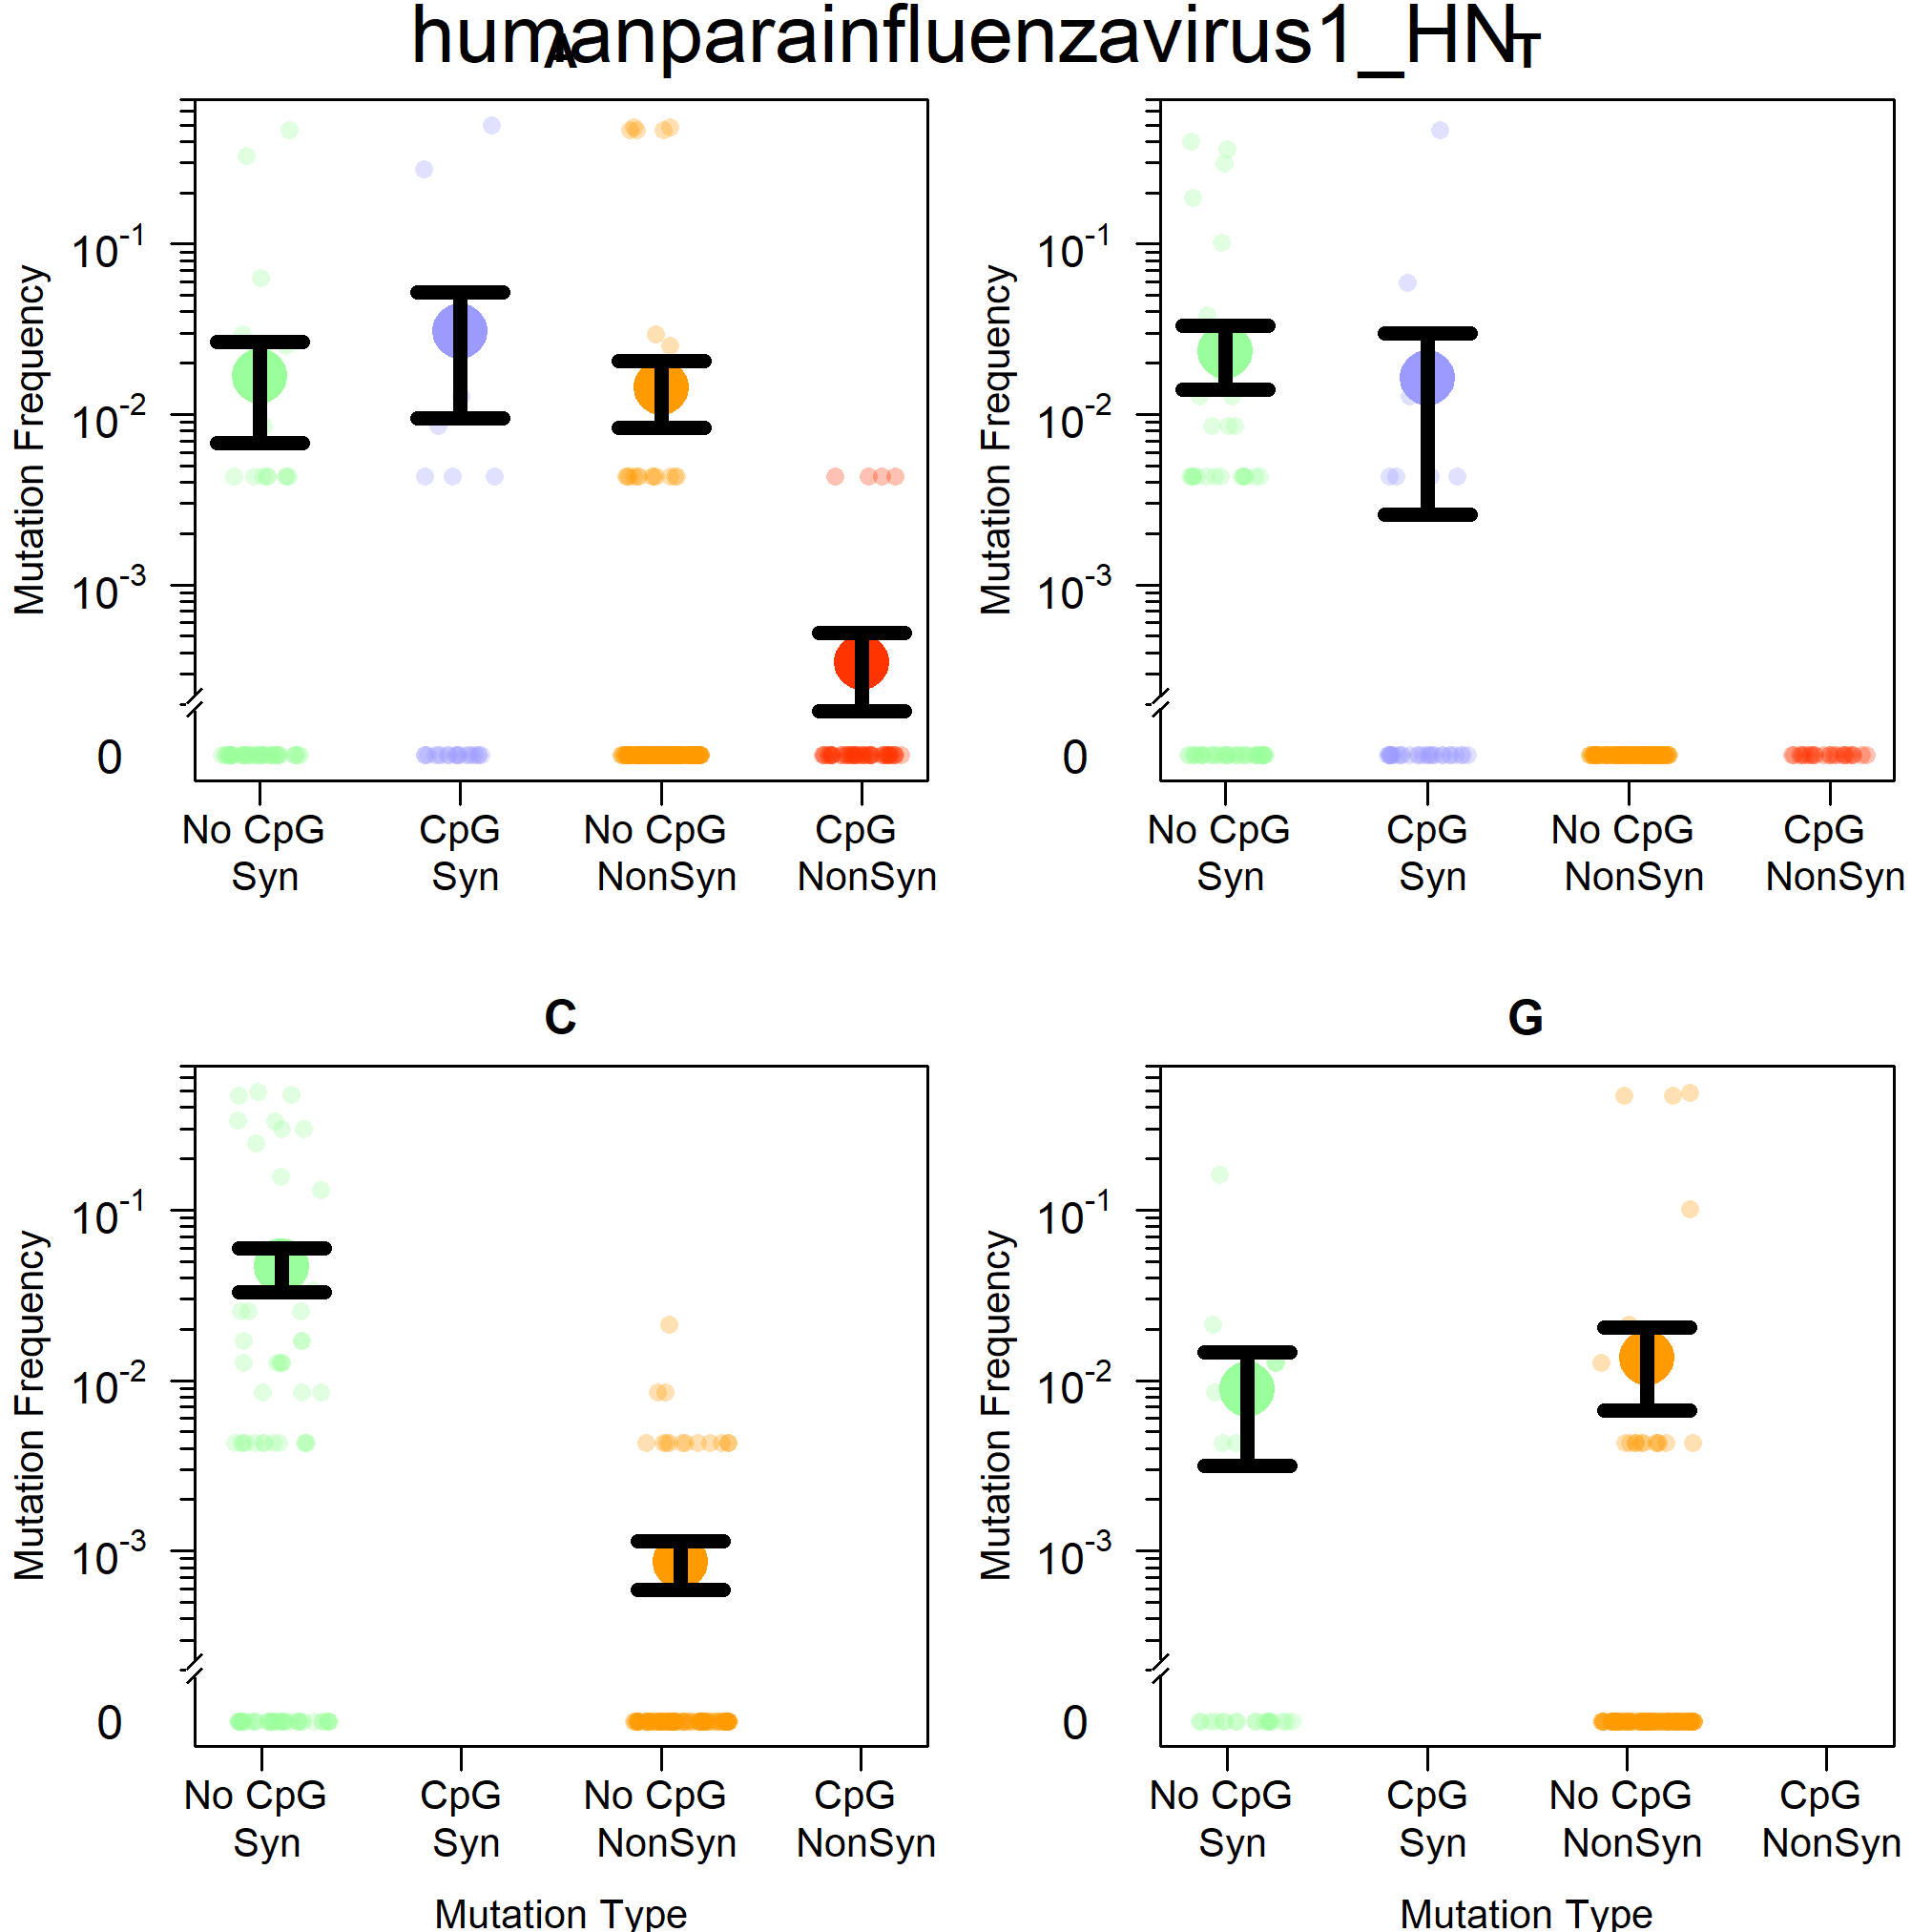 humanparainfluenzavirus1_HN
A
T
Mutation Frequency
10-1
10-2
10-3
0
No CpG Syn
CpG Syn
No CpG NonSyn
CpG NonSyn
Mutation Frequency
10-1
10-2
10-3
0
No CpG Syn
CpG Syn
No CpG NonSyn
CpG NonSyn
C
Mutation Frequency
10-1
10-2
10-3
0
No CpG Syn
CpG Syn
No CpG NonSyn
CpG NonSyn
Mutation Type
G
Mutation Frequency
10-1
10-2
10-3
0
No CpG Syn
CpG Syn
No CpG NonSyn
CpG NonSyn
Mutation Type